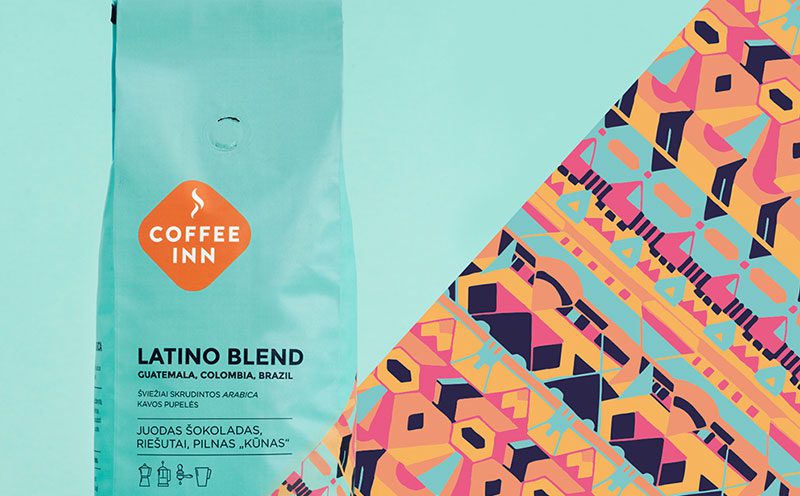 COFFEE
INN
LATINO BLEND
GUATEMALA, COLOMBIA, BRAZIL
ŠVIEŽIAI SKRUDINTOS ARABICA
KAVOS PUPELĖS
JUODAS ŠOKOLADAS,
RIEŠUTAI, PILNAS „KŪNAS“